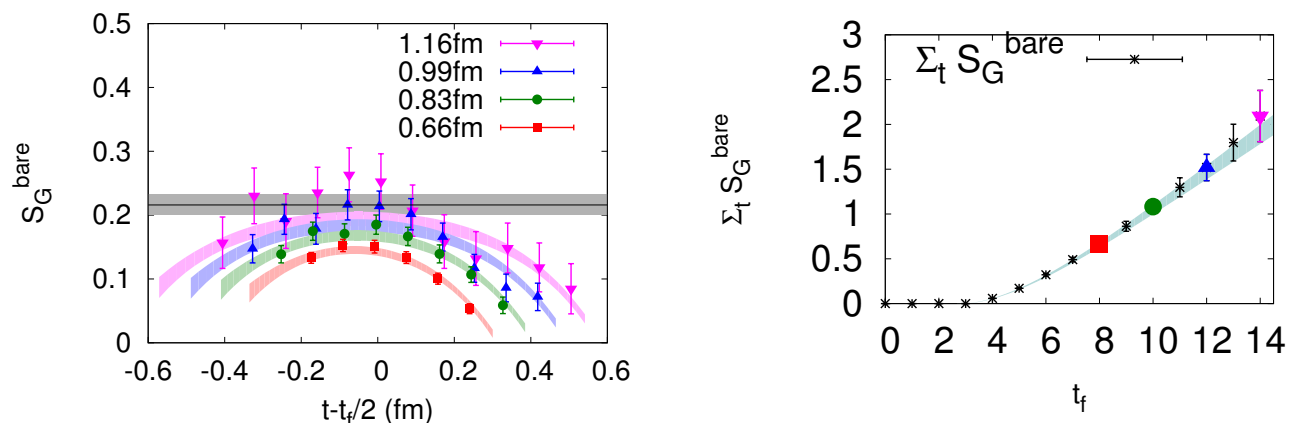 0.5
0.4
0.3
0.2
0.1
0
S_G^bare
-0.6 -0.4 -0.2 0 0.2 0.4 0.6
t-t_f/2 (fm)
1.16fm
0.99fm
0.83fm
0.66fm
3
2.5
2
1.5
1
0.5
0
Σ_t S_G^bare
Σ_t S_G^bare
0 2 4 6 8 10 12 14
t_f